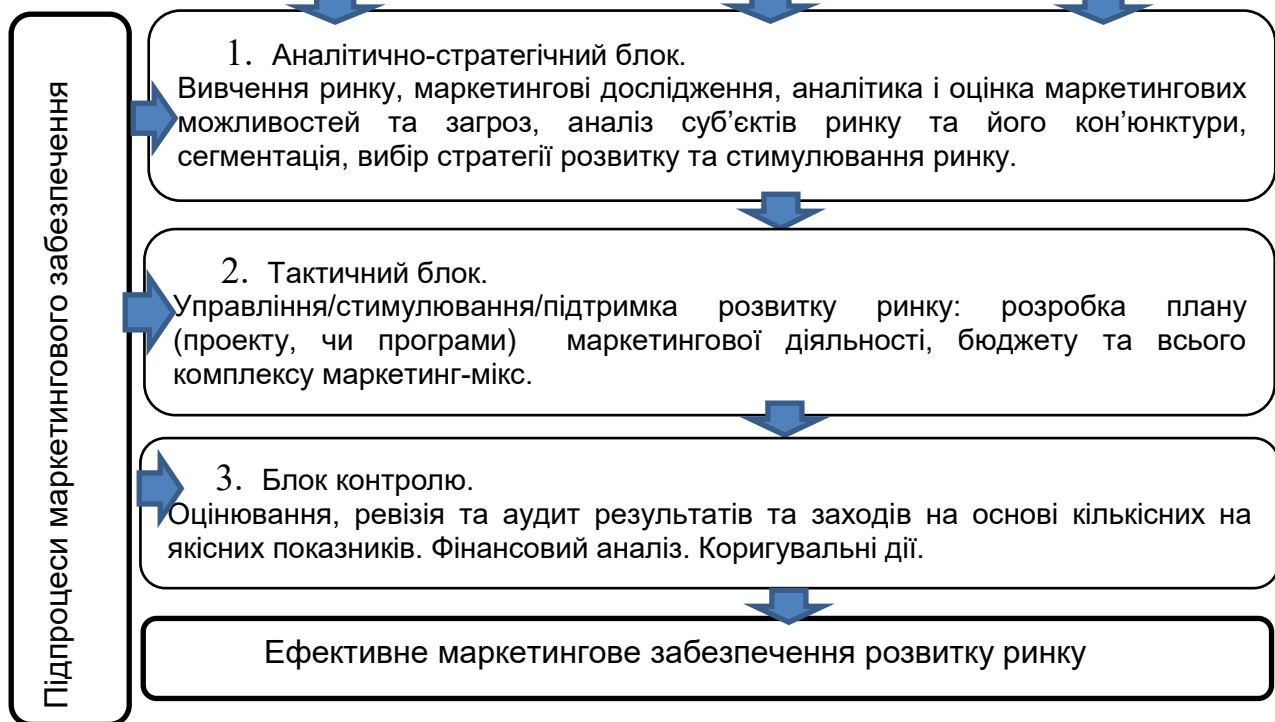 Підпроцеси маркетингового забезпечення
1. Аналітично-стратегічний блок.
Вивчення ринку, маркетингові дослідження, аналітика і оцінка маркетингових
можливостей та загроз, аналіз суб’єктів ринку та його кон’юнктури,
сегментація, вибір стратегії розвитку та стимулювання ринку.
2. Тактичний блок.
Управління/стимулювання/підтримка розвитку ринку: розробка плану
(проекту, чи програми) маркетингової діяльності, бюджету та всього
комплексу маркетинг-мікс.
3. Блок контролю.
Оцінювання, ревізія та аудит результатів та заходів на основі кількісних на
якісних показників. Фінансовий аналіз. Коригувальні дії.
Ефективне маркетингове забезпечення розвитку ринку